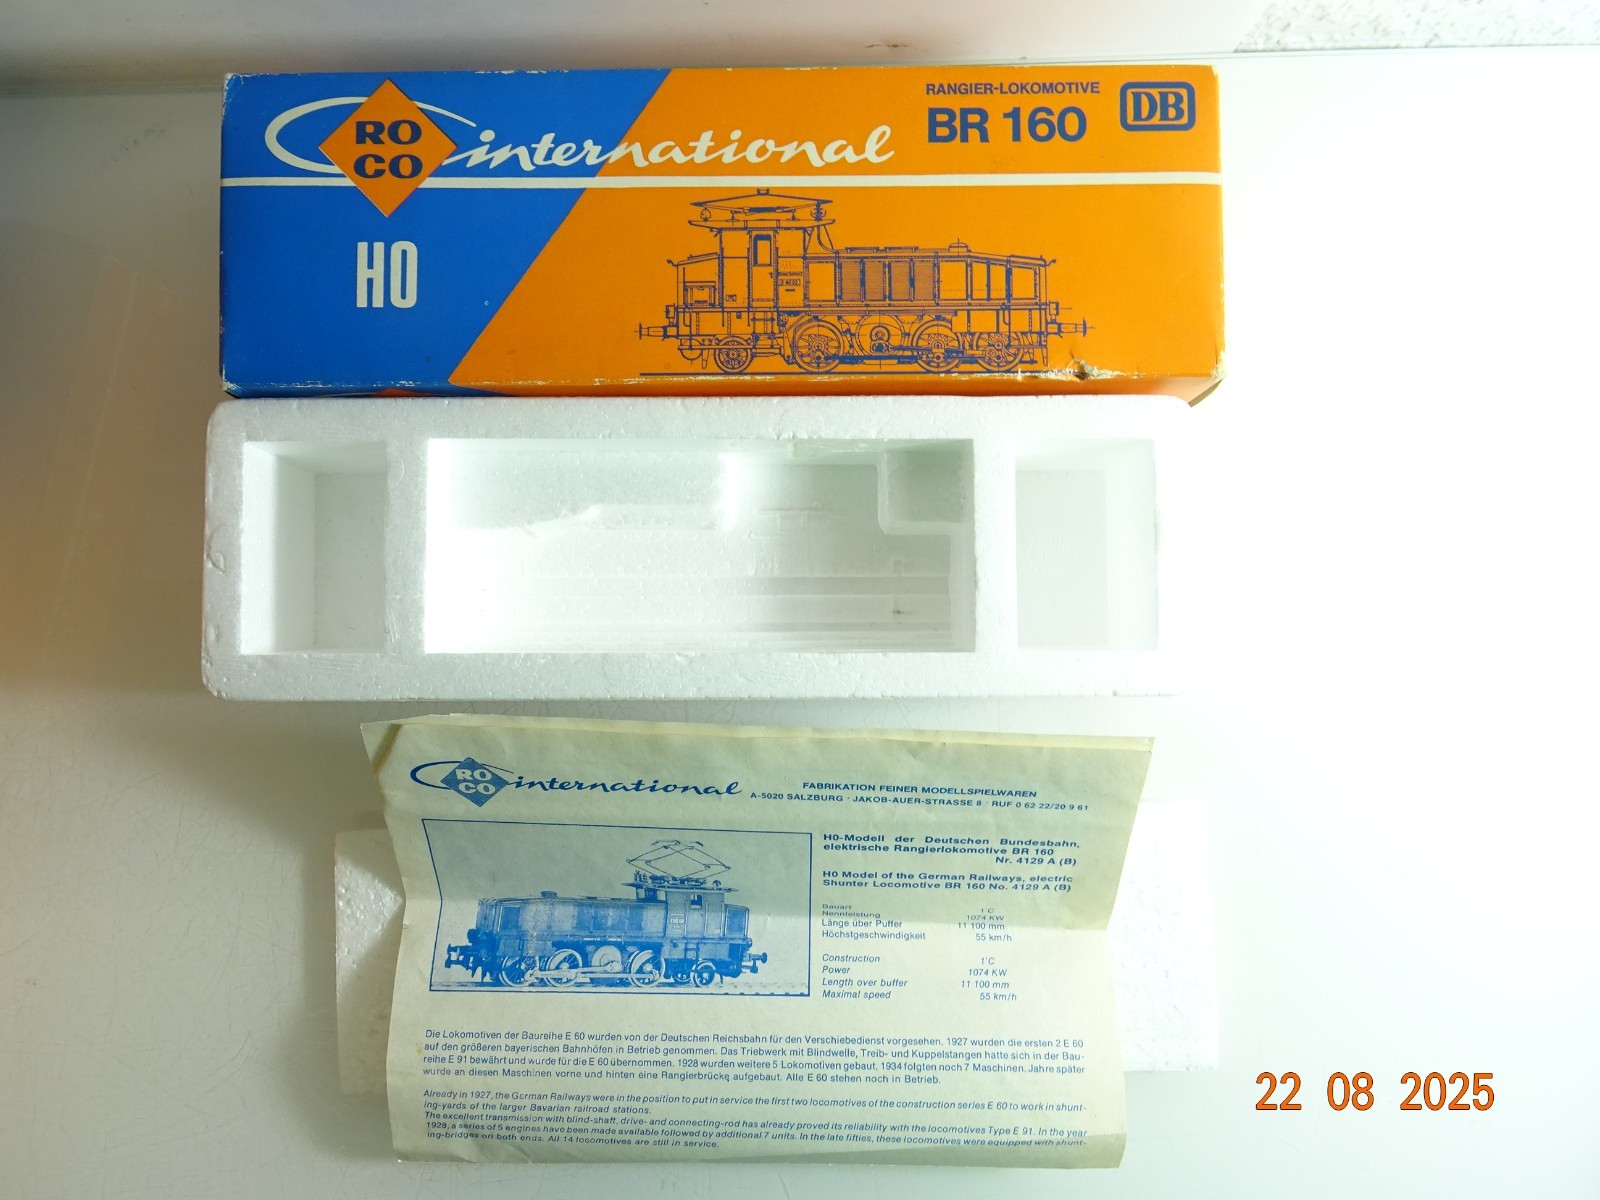 RO
CO
international
RANGIER-LOKOMOTIVE
BR 160
DB
HO
RO
CO
international
FABRIKATION FEINER MODELLSPIELWAREN
A-5020 SALZBURG · JAKOB-AUER-STRASSE 8 · RUF 0 62 22/20 9 61
H0-Modell der Deutschen Bundesbahn,
elektrische Rangierlokomotive BR 160
Nr. 4129 A (B)
H0 Model of the German Railways, electric
Shunter Locomotive BR 160 No. 4129 A (B)
Bauart 1'C
Nennleistung 1074 KW
Länge über Puffer 11 100 mm
Höchstgeschwindigkeit 55 km/h
Construction 1'C
Power 1074 KW
Length over buffer 11 100 mm
Maximal speed 55 km/h
Die Lokomotiven der Baureihe E 60 wurden von der Deutschen Reichsbahn für den Verschiebedienst vorgesehen. 1927 wurden die ersten 2 E 60
auf den größeren bayerischen Bahnhöfen in Betrieb genommen. Das Triebwerk mit Blindwelle, Treib- und Kuppelstangen hatte sich in der Bau-
reihe E 91 bewährt und wurde für die E 60 übernommen. 1928 wurden weitere 5 Lokomotiven gebaut, 1934 folgten noch 7 Maschinen. Jahre später
wurde an diesen Maschinen vorne und hinten eine Rangierbrücke aufgebaut. Alle E 60 stehen noch in Betrieb.
Already in 1927, the German Railways were in the position to put in service the first two locomotives of the construction series E 60 to work in shunt-
ing-yards of the larger Bavarian railroad stations.
The excellent transmission with blind-shaft, drive- and connecting-rod has already proved its reliability with the locomotives Type E 91. In the year
1928, a series of 5 engines have been made available followed by additional 7 units. In the late fifties, these locomotives were equipped with shunt-
ing-bridges on both ends. All 14 locomotives are still in service.
22 08 2025